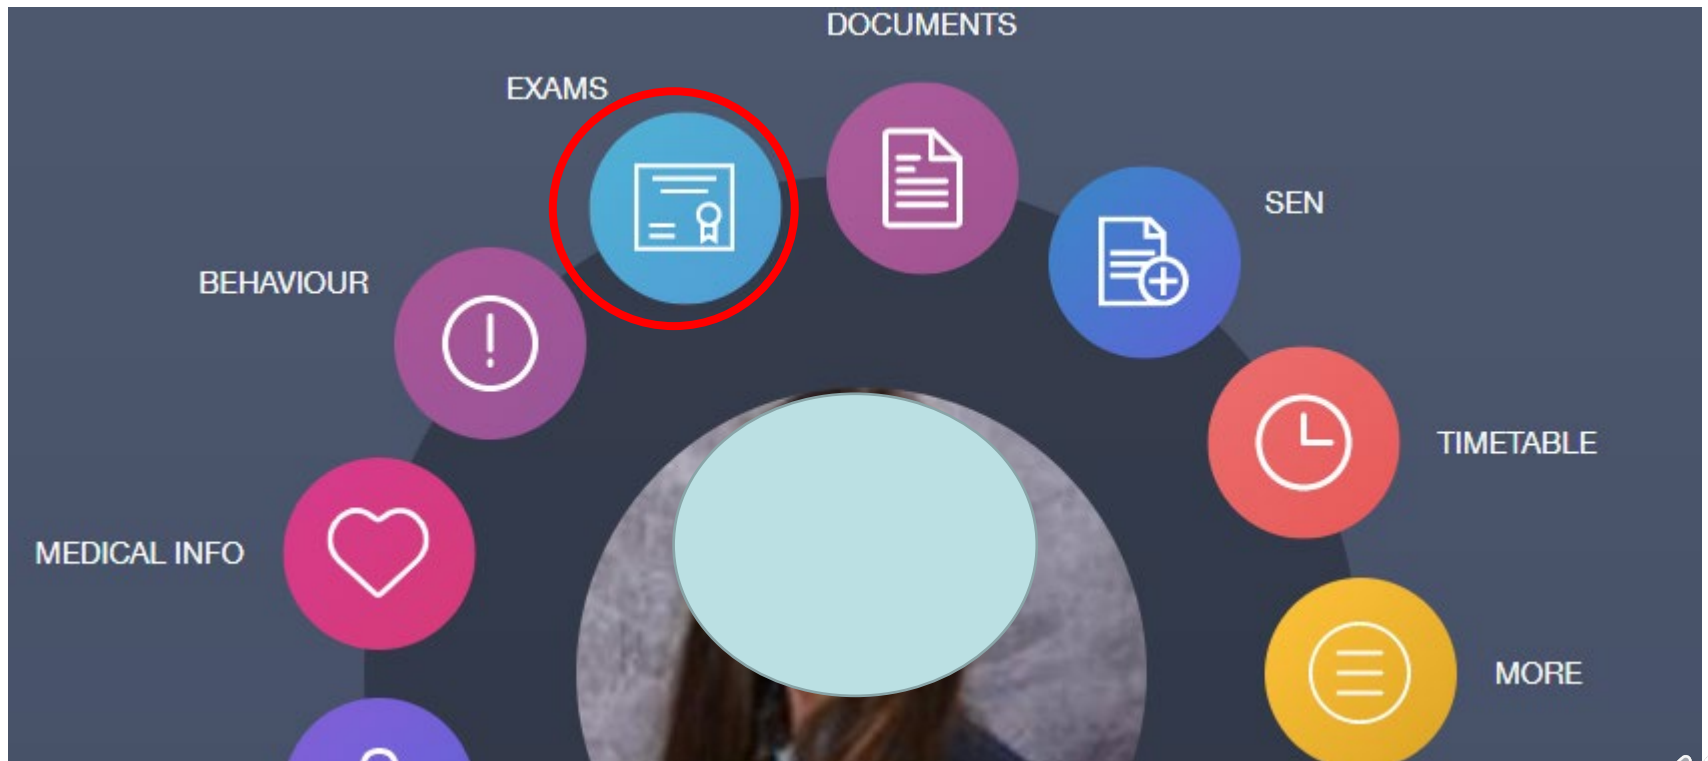 DOCUMENTS
EXAMS
SEN
BEHAVIOUR
TIMETABLE
MEDICAL INFO
MORE